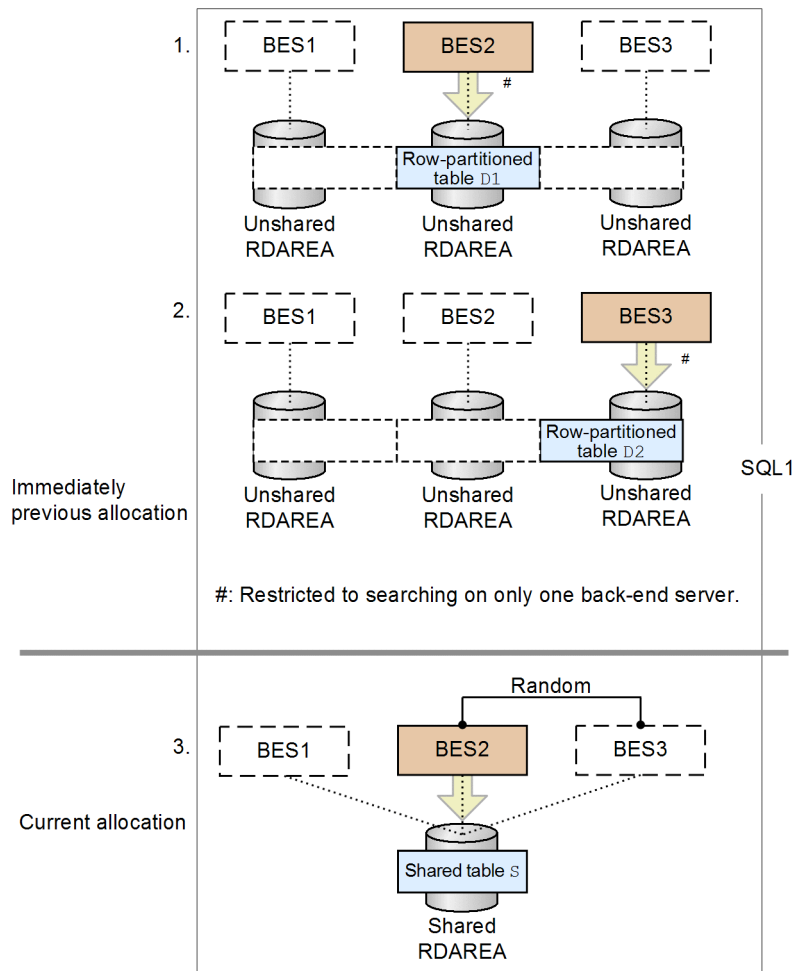 1.
BES1
BES2
BES3
#
Row-partitioned
table D1
Unshared
RDAREA
Unshared
RDAREA
Unshared
RDAREA
2.
BES1
BES2
BES3
#
Row-partitioned
table D2
SQL1
Immediately
previous allocation
Unshared
RDAREA
Unshared
RDAREA
Unshared
RDAREA
#: Restricted to searching on only one back-end server.
Random
3.
BES1
BES2
BES3
Current allocation
Shared table S
Shared
RDAREA